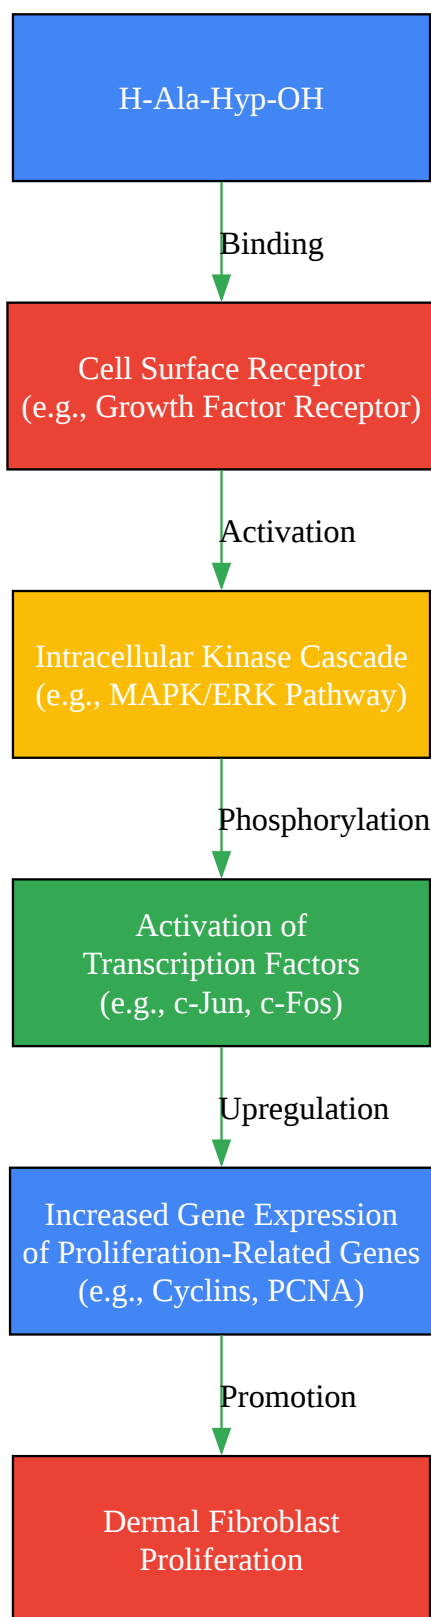 H-Ala-Hyp-OH
Binding
Cell Surface Receptor
(e.g., Growth Factor Receptor)
Activation
Intracellular Kinase Cascade
(e.g., MAPK/ERK Pathway)
Phosphorylation
Activation of
Transcription Factors
(e.g., c-Jun, c-Fos)
Upregulation
Increased Gene Expression
of Proliferation-Related Genes
(e.g., Cyclins, PCNA)
Promotion
Dermal Fibroblast
Proliferation